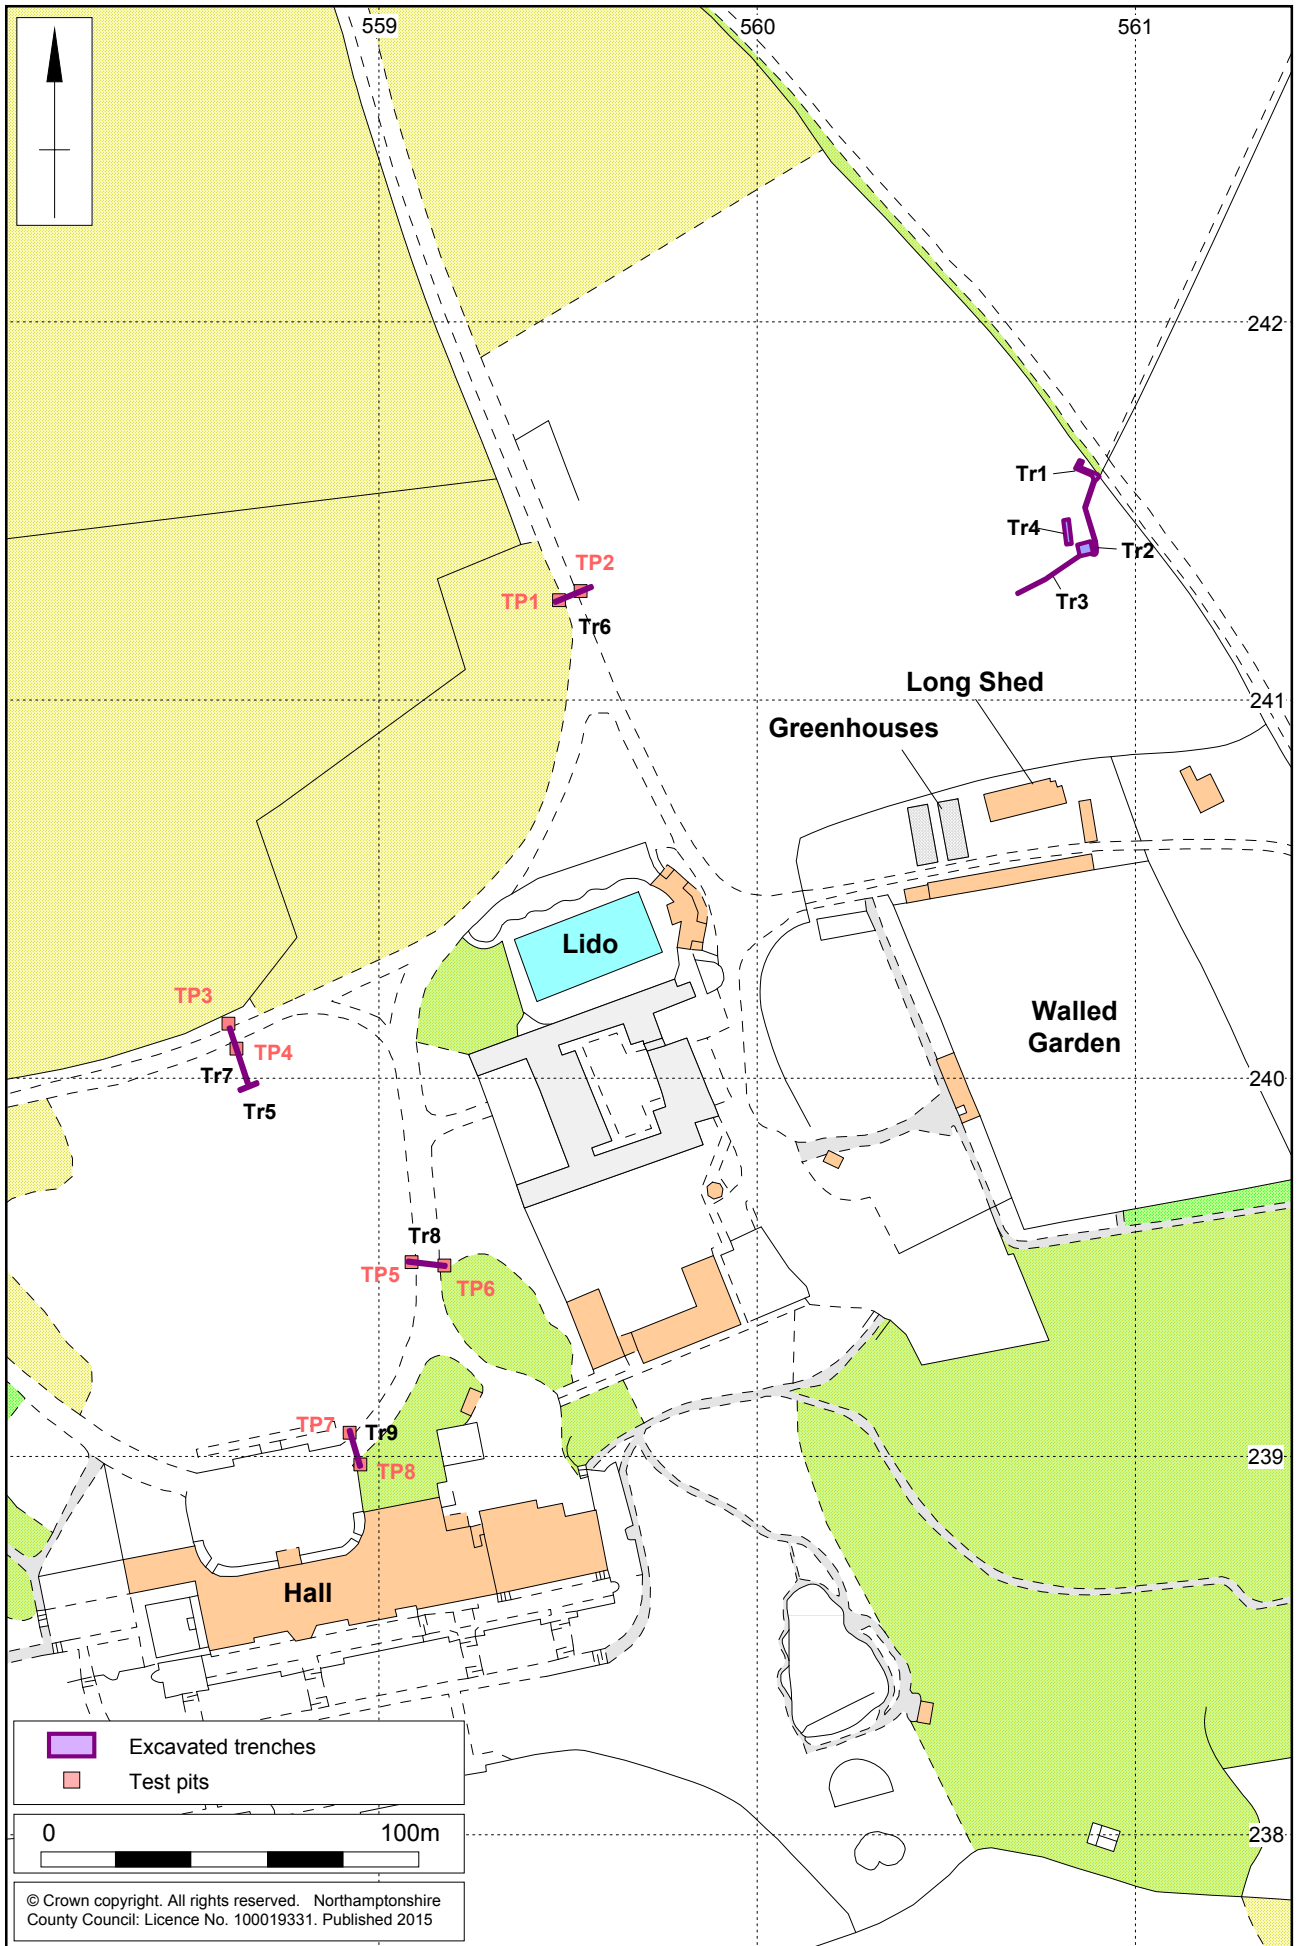 559
560
561
242
Tr1
Tr4
Tr2
TP2
TP1
Tr3
Tr6
Long Shed
241
Greenhouses
Lido
TP3
Walled
Garden
TP4
Tr7
240
Tr5
Tr8
TP5
TP6
TP7
Tr9
239
TP8
Hall
Excavated trenches
Test pits
0 100m
238
© Crown copyright. All rights reserved. Northamptonshire
County Council: Licence No. 100019331. Published 2015